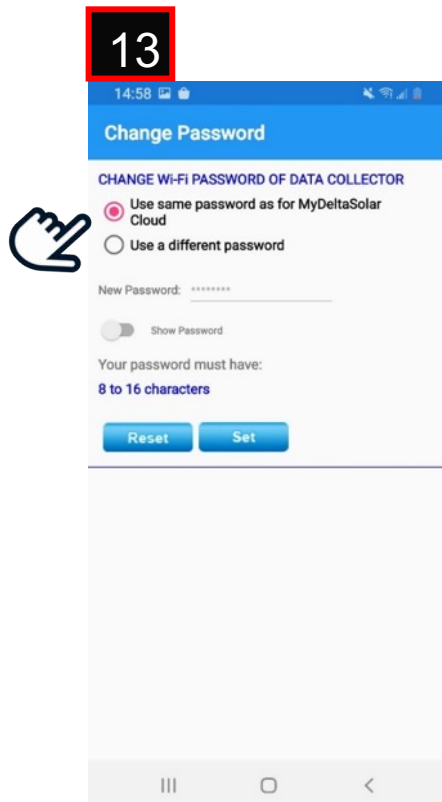 13
14:58
Change Password
CHANGE Wi-Fi PASSWORD OF DATA COLLECTOR
Use same password as for MyDeltaSolar
Cloud
Use a different password
New Password: ********
Show Password
Your password must have:
8 to 16 characters
Reset Set